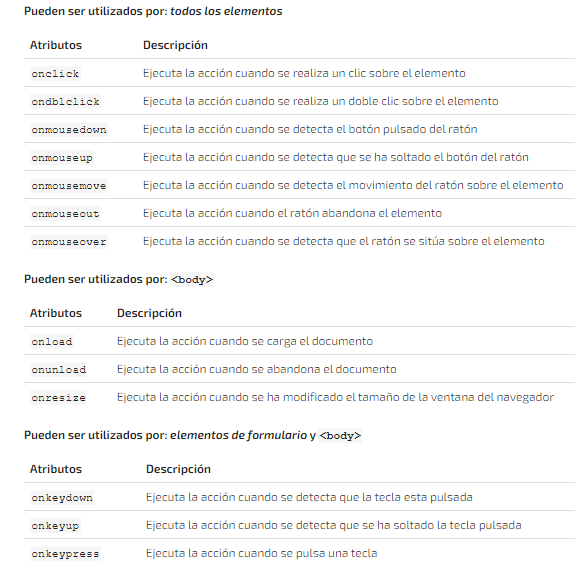 Pueden ser utilizados por: todos los elementos
Atributos Descripción
onclick Ejecuta la acción cuando se realiza un clic sobre el elemento
ondblclick Ejecuta la acción cuando se realiza un doble clic sobre el elemento
onmousedown Ejecuta la acción cuando se detecta el botón pulsado del ratón
onmouseup Ejecuta la acción cuando se detecta que se ha soltado el botón del ratón
onmousemove Ejecuta la acción cuando se detecta el movimiento del ratón sobre el elemento
onmouseout Ejecuta la acción cuando el ratón abandona el elemento
onmouseover Ejecuta la acción cuando se detecta que el ratón se sitúa sobre el elemento
Pueden ser utilizados por: <body>
Atributos Descripción
onload Ejecuta la acción cuando se carga el documento
onunload Ejecuta la acción cuando se abandona el documento
onresize Ejecuta la acción cuando se ha modificado el tamaño de la ventana del navegador
Pueden ser utilizados por: elementos de formulario y <body>
Atributos Descripción
onkeydown Ejecuta la acción cuando se detecta que la tecla esta pulsada
onkeyup Ejecuta la acción cuando se detecta que se ha soltado la tecla pulsada
onkeypress Ejecuta la acción cuando se pulsa una tecla